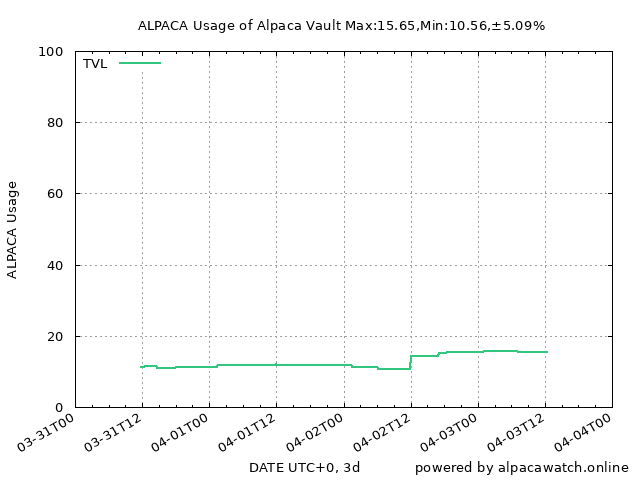 ALPACA Usage of Alpaca Vault Max:15.65,Min:10.56,±5.09%
100
TVL
80
60
ALPACA Usage
40
20
0
03-31T00
03-31T12
04-01T00
04-01T12
04-02T00
04-02T12
04-03T00
04-03T12
04-04T00
DATE UTC+0, 3d
powered by alpacawatch.online